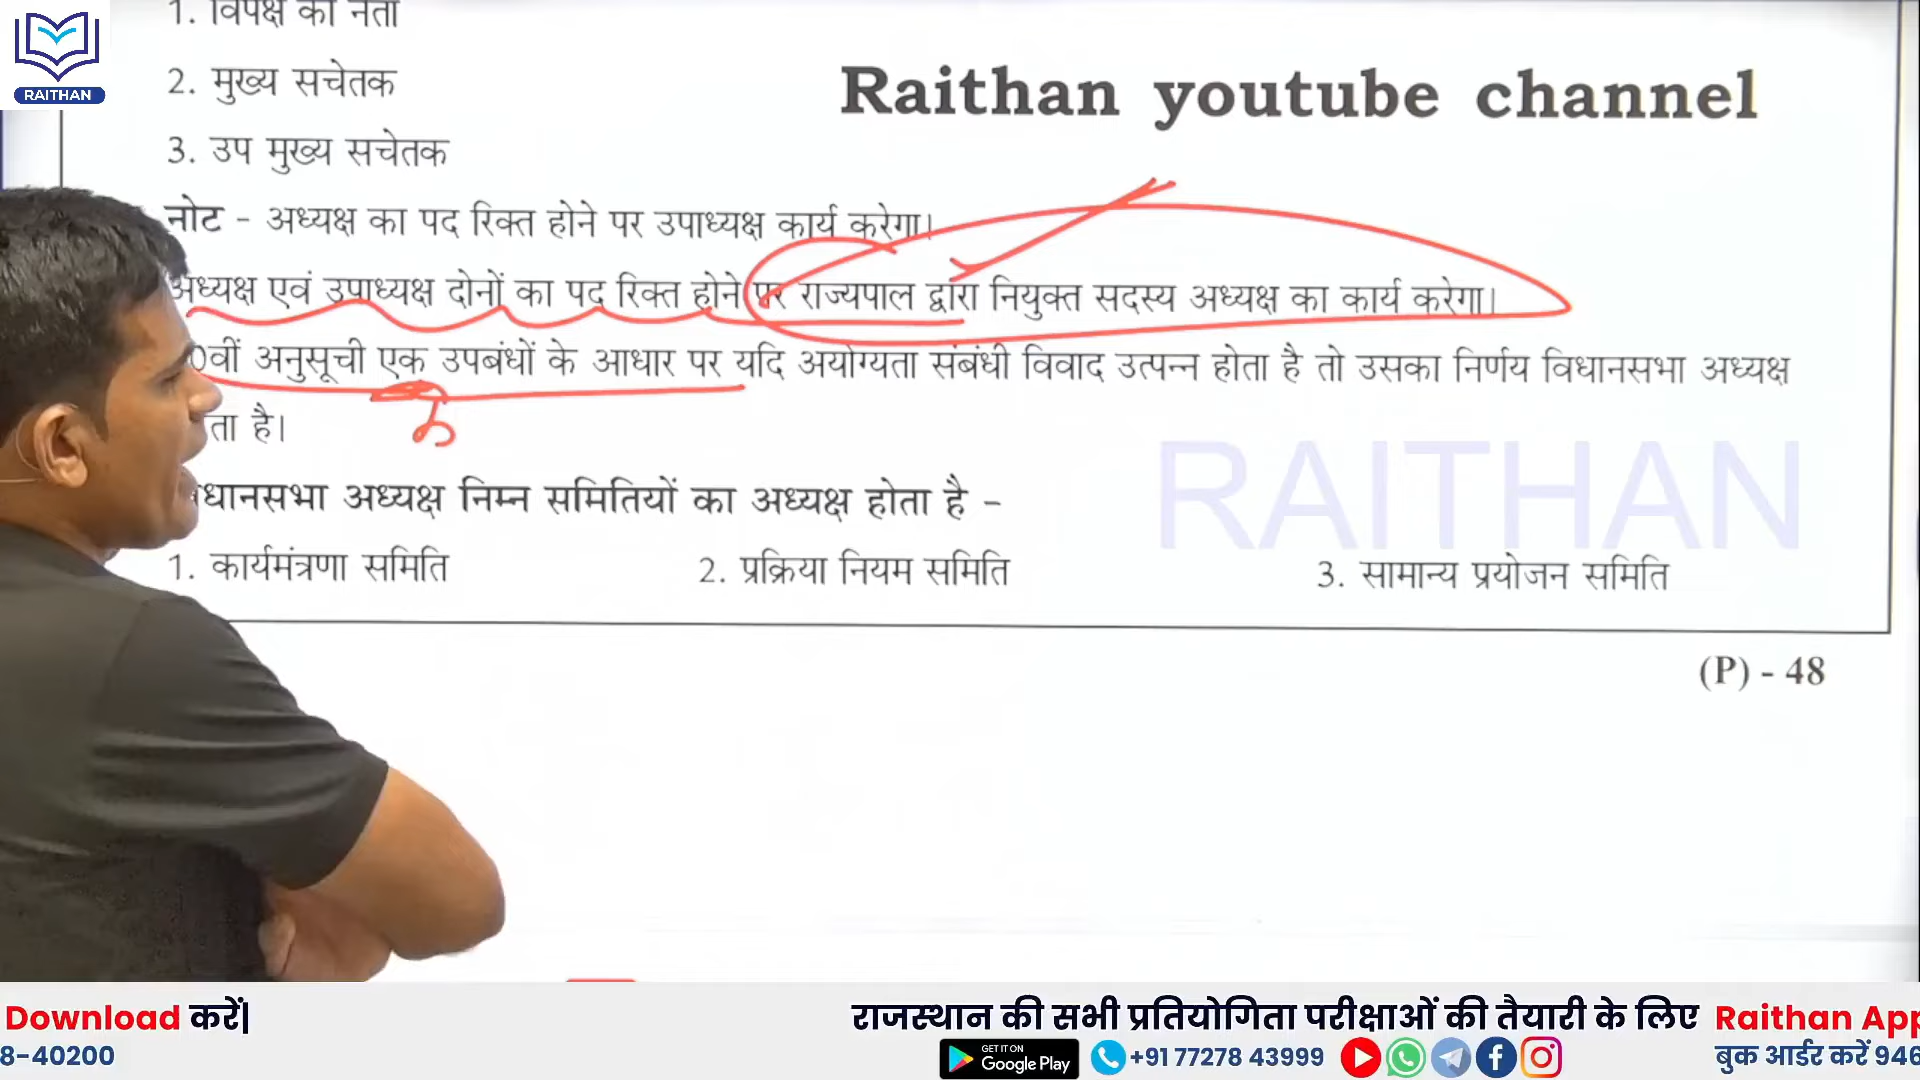 1. विपक्ष का नेता
RAITHAN
2. मुख्य सचेतक
Raithan youtube channel
3. उप मुख्य सचेतक
नोट - अध्यक्ष का पद रिक्त होने पर उपाध्यक्ष कार्य करेगा।
अध्यक्ष एवं उपाध्यक्ष दोनों का पद रिक्त होने पर राज्यपाल द्वारा नियुक्त सदस्य अध्यक्ष का कार्य करेगा।
0वीं अनुसूची एक उपबंधों के आधार पर यदि अयोग्यता संबंधी विवाद उत्पन्न होता है तो उसका निर्णय विधानसभा अध्यक्ष
ता है।
RAITHAN
धानसभा अध्यक्ष निम्न समितियों का अध्यक्ष होता है -
1. कार्यमंत्रणा समिति 2. प्रक्रिया नियम समिति 3. सामान्य प्रयोजन समिति
(P) - 48
Download करें| राजस्थान की सभी प्रतियोगिता परीक्षाओं की तैयारी के लिए Raithan App
8-40200 GET IT ON Google Play +91 77278 43999 बुक आर्डर करें 946